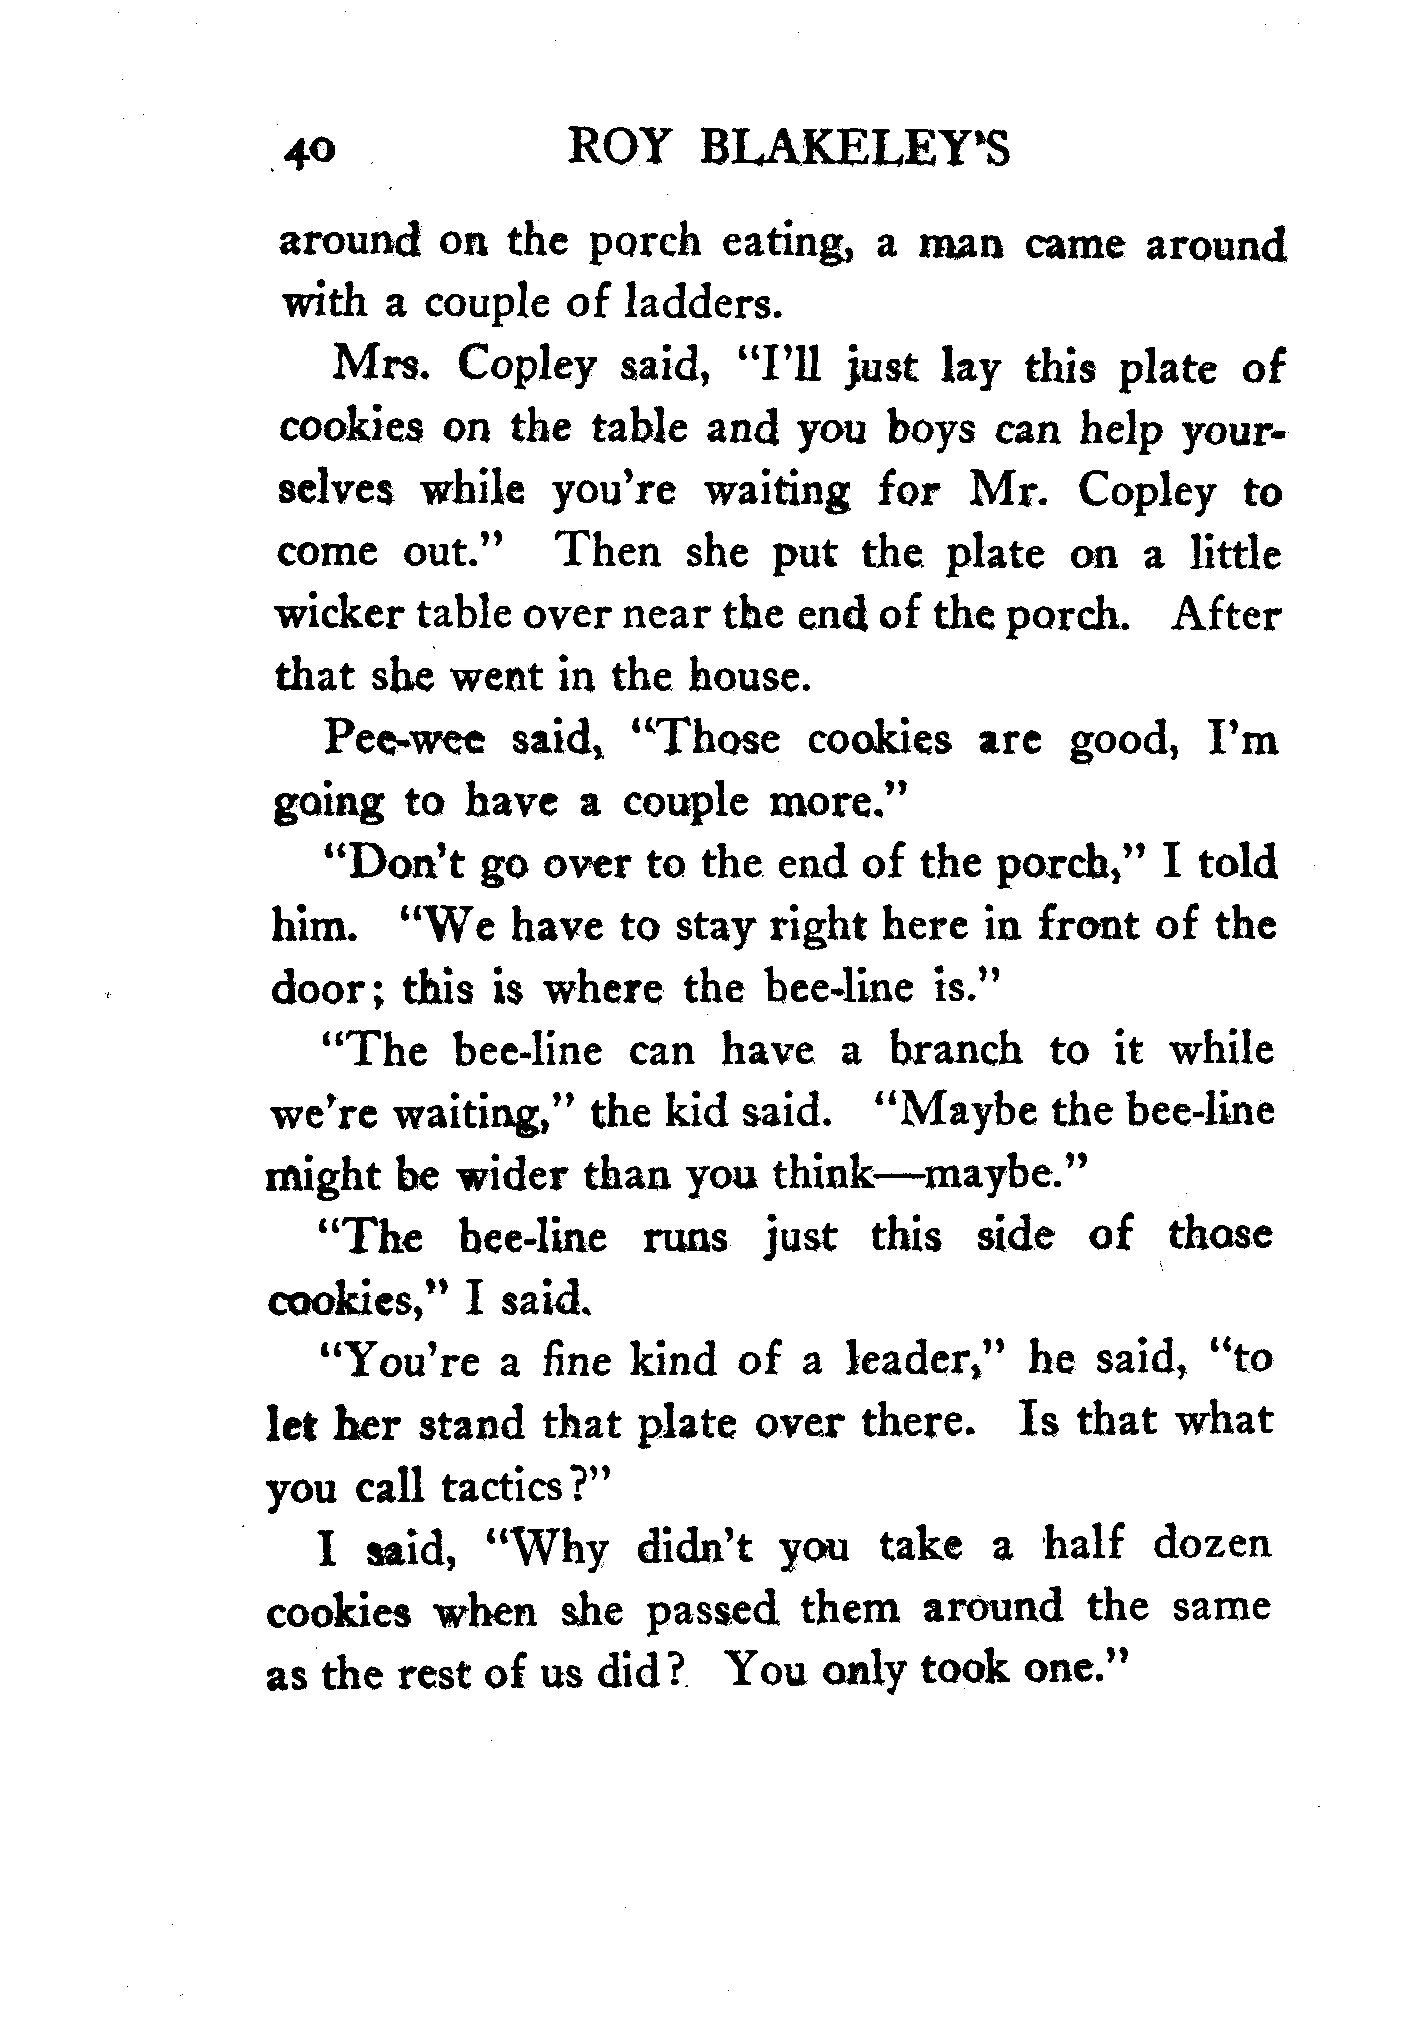 40 ROY BLAKELEY'S
around on the porch eating, a man came around
with a couple of ladders.
Mrs. Copley said, "I'll just lay this plate of
cookies on the table and you boys can help your-
selves while you're waiting for Mr. Copley to
come out." Then she put the plate on a little
wicker table over near the end of the porch. After
that she went in the house.
Pee-wee said, "Those cookies are good, I'm
going to have a couple more."
"Don't go over to the end of the porch," I told
him. "We have to stay right here in front of the
door; this is where the bee-line is."
"The bee-line can have a branch to it while
we're waiting," the kid said. "Maybe the bee-line
might be wider than you think—maybe."
"The bee-line runs just this side of those
cookies," I said.
"You're a fine kind of a leader," he said, "to
let her stand that plate over there. Is that what
you call tactics?"
I said, "Why didn't you take a half dozen
cookies when she passed them around the same
as the rest of us did? You only took one."